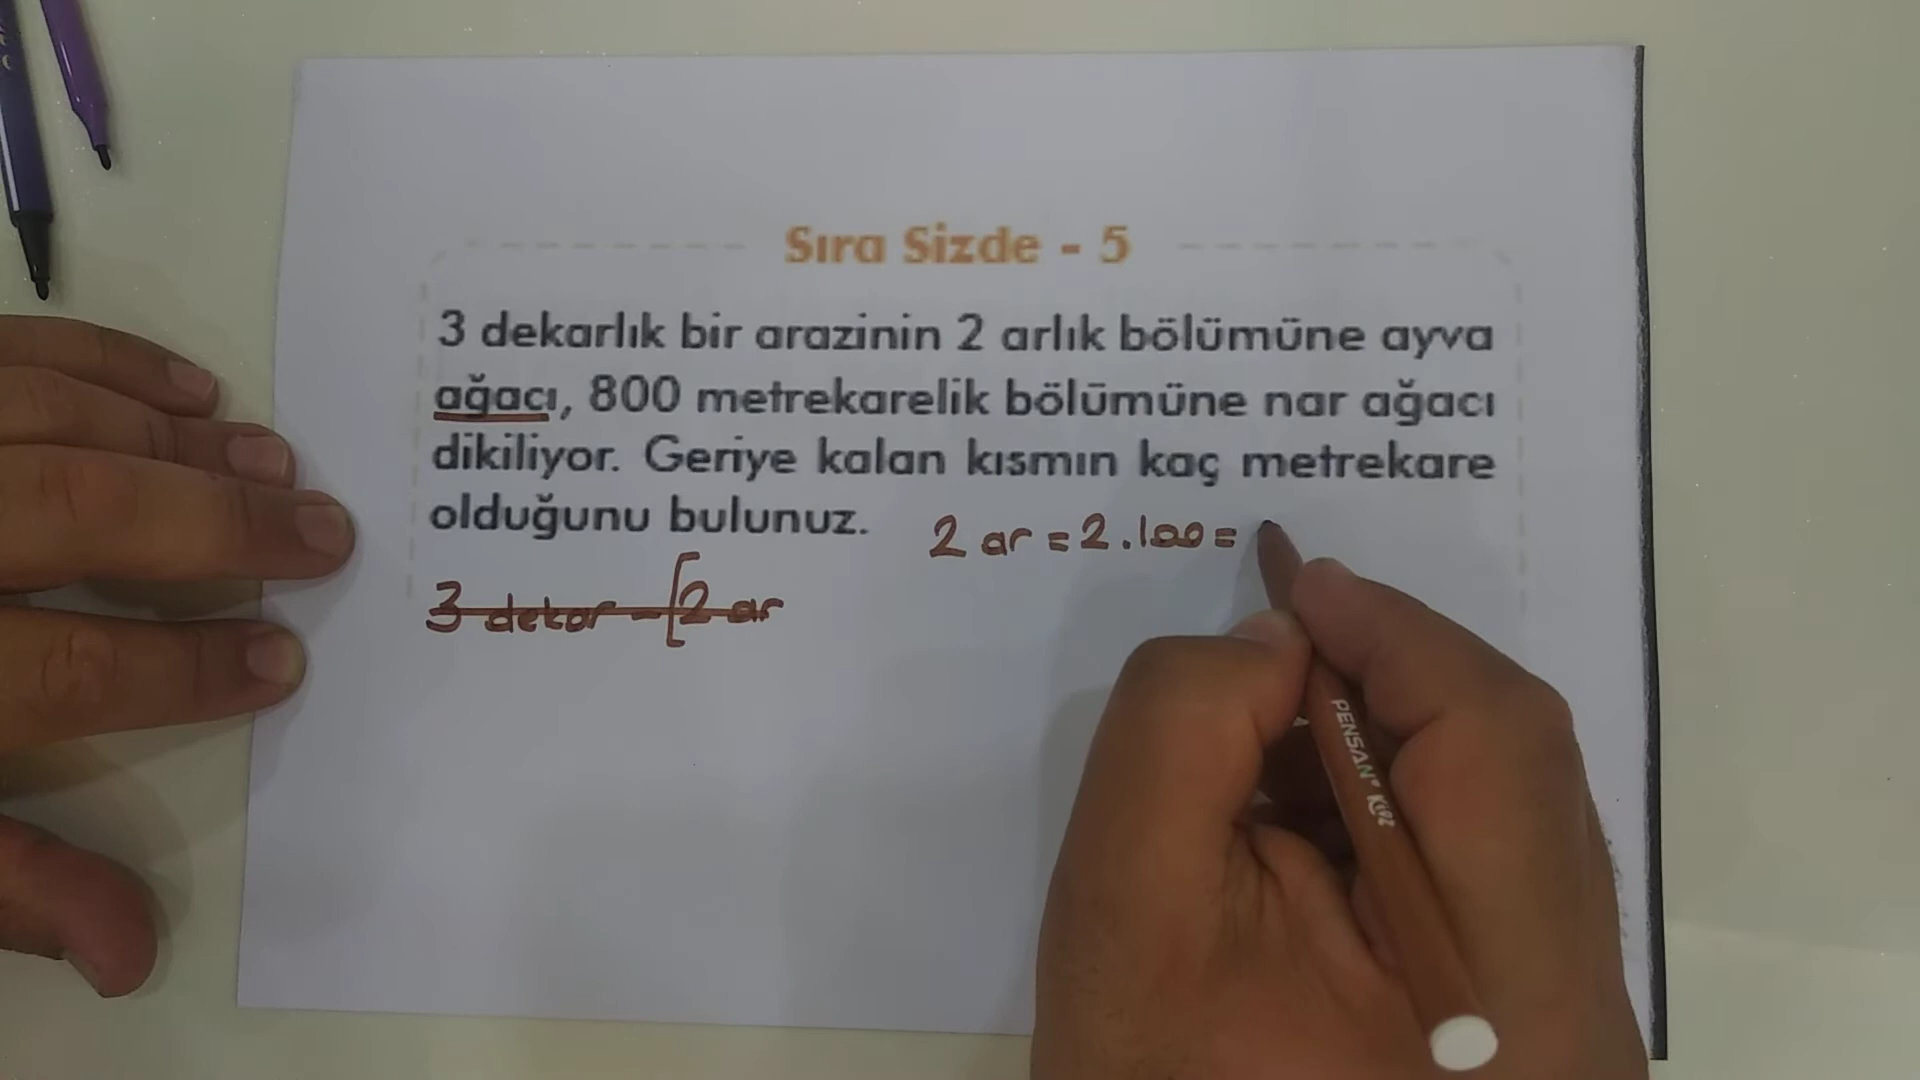 Sıra Sizde - 5
3 dekarlık bir arazinin 2 arlık bölümüne ayva
ağacı, 800 metrekarelik bölümüne nar ağacı
dikiliyor. Geriye kalan kısmın kaç metrekare
olduğunu bulunuz.
2 ar = 2.100 =
3 dekar - [2 ar
PENSAN